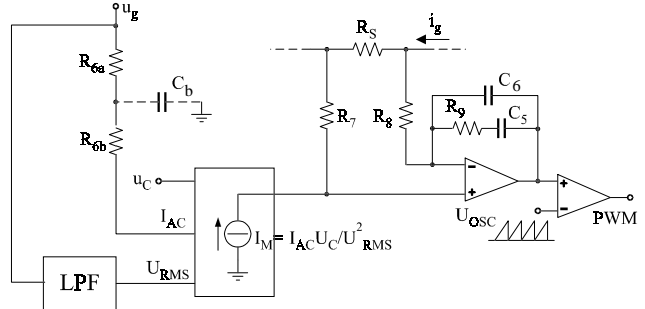 u_g
R_S
i_g
R_6a
C_b
C_6
R_7
R_8
R_9
C_5
R_6b
u_C
I_AC
U_OSC
PWM
I_M = I_AC U_C/U^2_RMS
U_RMS
LPF